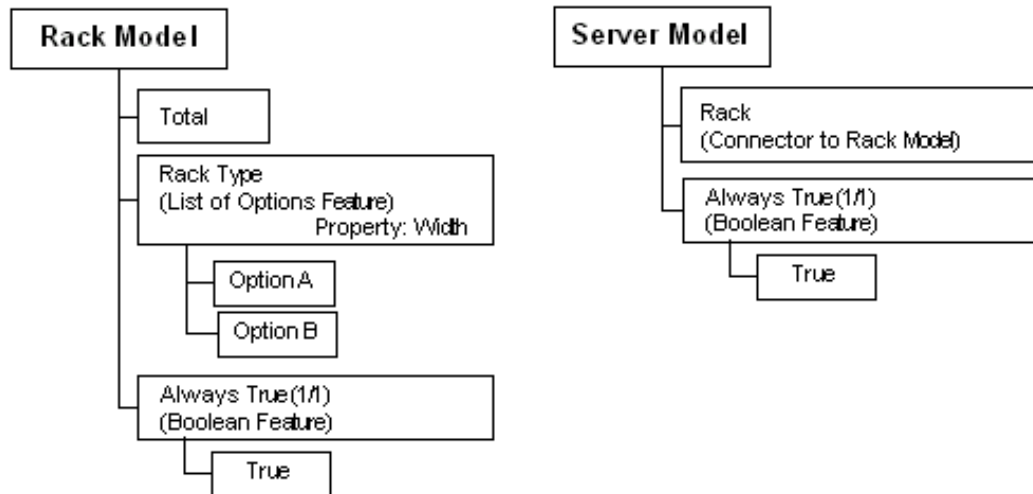 Rack Model
Total
Rack Type
(List of Options Feature)
Property: Width
Option A
Option B
Always True(1/1)
(Boolean Feature)
True
Server Model
Rack
(Connector to Rack Model)
Always True(1/1)
(Boolean Feature)
True